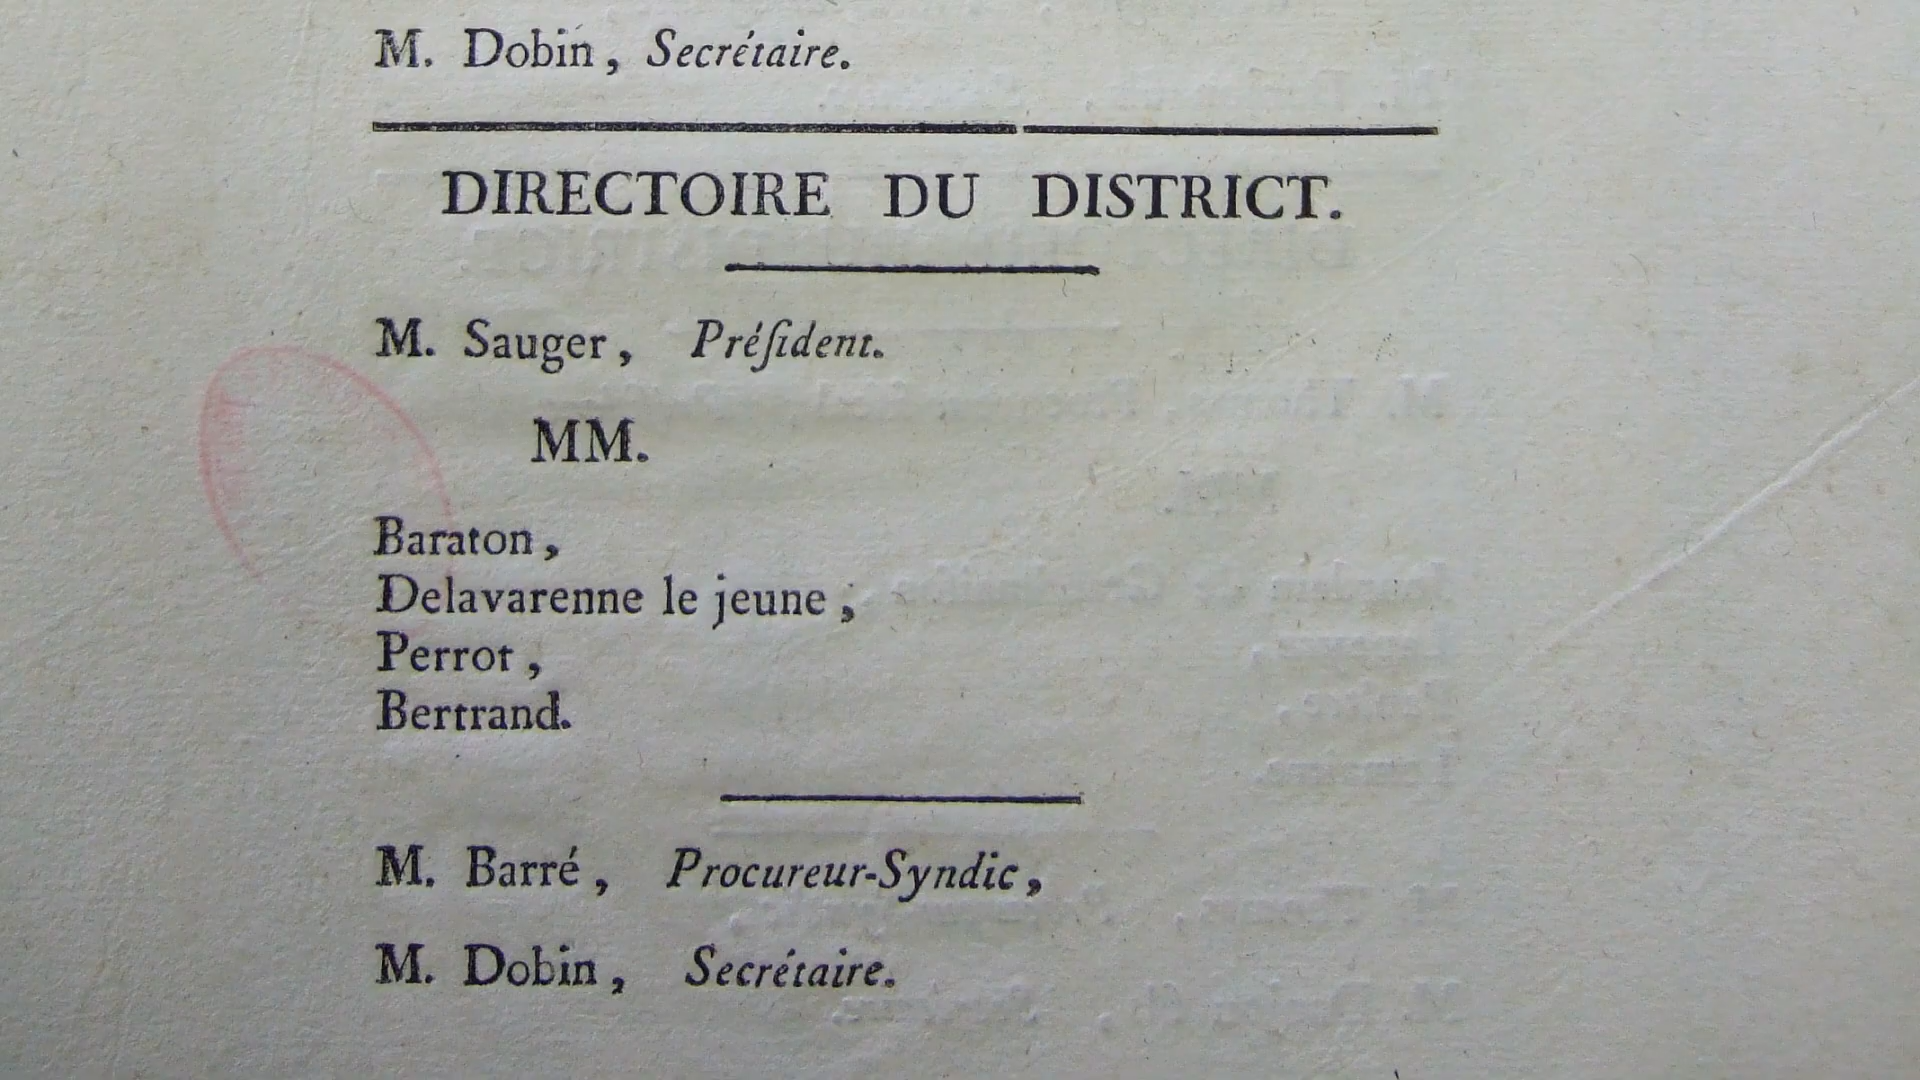 M. Dobin, Secrétaire.
DIRECTOIRE DU DISTRICT.
M. Sauger, Préſident.
MM.
Baraton,
Delavarenne le jeune,
Perrot,
Bertrand.
M. Barré, Procureur-Syndic,
M. Dobin, Secrétaire.